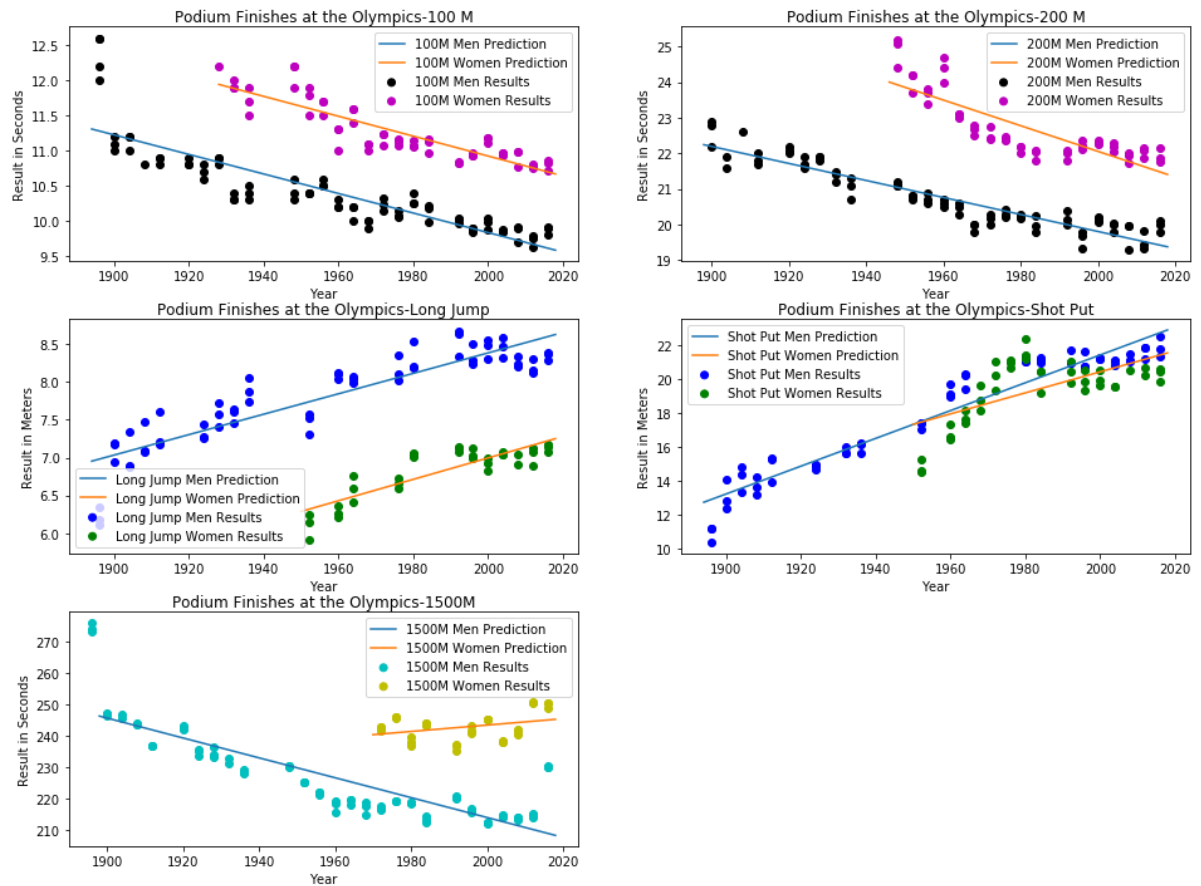 Podium Finishes at the Olympics-100 M
12.5
12.0
11.5
11.0
10.5
10.0
9.5
Result in Seconds
100M Men Prediction
100M Women Prediction
100M Men Results
100M Women Results
1900 1920 1940 1960 1980 2000 2020
Year
Podium Finishes at the Olympics-200 M
25
24
23
22
21
20
19
Result in Seconds
200M Men Prediction
200M Women Prediction
200M Men Results
200M Women Results
1900 1920 1940 1960 1980 2000 2020
Year
Podium Finishes at the Olympics-Long Jump
8.5
8.0
7.5
7.0
6.5
6.0
Result in Meters
Long Jump Men Prediction
Long Jump Women Prediction
Long Jump Men Results
Long Jump Women Results
1900 1920 1940 1960 1980 2000 2020
Year
Podium Finishes at the Olympics-Shot Put
22
20
18
16
14
12
10
Result in Meters
Shot Put Men Prediction
Shot Put Women Prediction
Shot Put Men Results
Shot Put Women Results
1900 1920 1940 1960 1980 2000 2020
Year
Podium Finishes at the Olympics-1500M
270
260
250
240
230
220
210
Result in Seconds
1500M Men Prediction
1500M Women Prediction
1500M Men Results
1500M Women Results
1900 1920 1940 1960 1980 2000 2020
Year